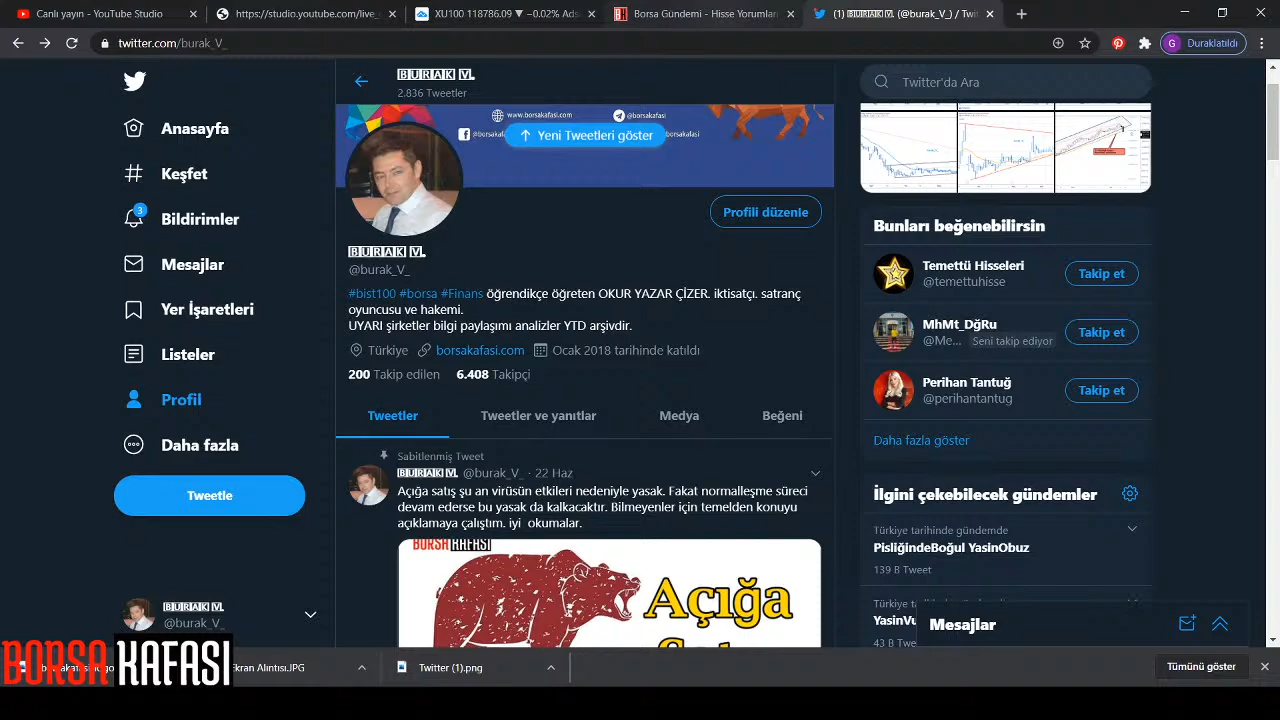 Canlı yayın - YouTube Studio
https://studio.youtube.com/live_
XU100 118786.09 ▼ −0.02% Ads
Borsa Gündemi - Hisse Yorumları
(1) BURAK V. (@burak_V_) / Twit
twitter.com/burak_V_
G Duraklatıldı
Anasayfa
Keşfet
3
Bildirimler
Mesajlar
Yer İşaretleri
Listeler
Profil
Daha fazla
Tweetle
BURAK V.
@burak_V_
BURAK V.
2.836 Tweetler
www.borsakafasi.com
@borsakafasi
@borsakafasi
Yeni Tweetleri göster
Profili düzenle
BURAK V.
@burak_V_
#bist100 #borsa #Finans öğrendikçe öğreten OKUR YAZAR ÇİZER. iktisatçı. satranç
oyuncusu ve hakemi.
UYARI şirketler bilgi paylaşımı analizler YTD arşivdir.
Türkiye borsakafasi.com Ocak 2018 tarihinde katıldı
200 Takip edilen 6.408 Takipçi
Tweetler Tweetler ve yanıtlar Medya Beğeni
Sabitlenmiş Tweet
BURAK V. @burak_V_ · 22 Haz
Açığa satış şu an virüsün etkileri nedeniyle yasak. Fakat normalleşme süreci
devam ederse bu yasak da kalkacaktır. Bilmeyenler için temelden konuyu
açıklamaya çalıştım. iyi okumalar.
BORSA KAFASI
Açığa
Twitter'da Ara
Bunları beğenebilirsin
Temettü Hisseleri
@temettuhisse
Takip et
MhMt_DğRu
@Me... Seni takip ediyor
Takip et
Perihan Tantuğ
@perihantantug
Takip et
Daha fazla göster
İlgini çekebilecek gündemler
Türkiye tarihinde gündemde
PisliğindeBoğul YasinObuz
139 B Tweet
YasinVu
43 B Tweet
Mesajlar
BORSA KAFASI
Ekran Alıntısı.JPG
Twitter (1).png
Tümünü göster